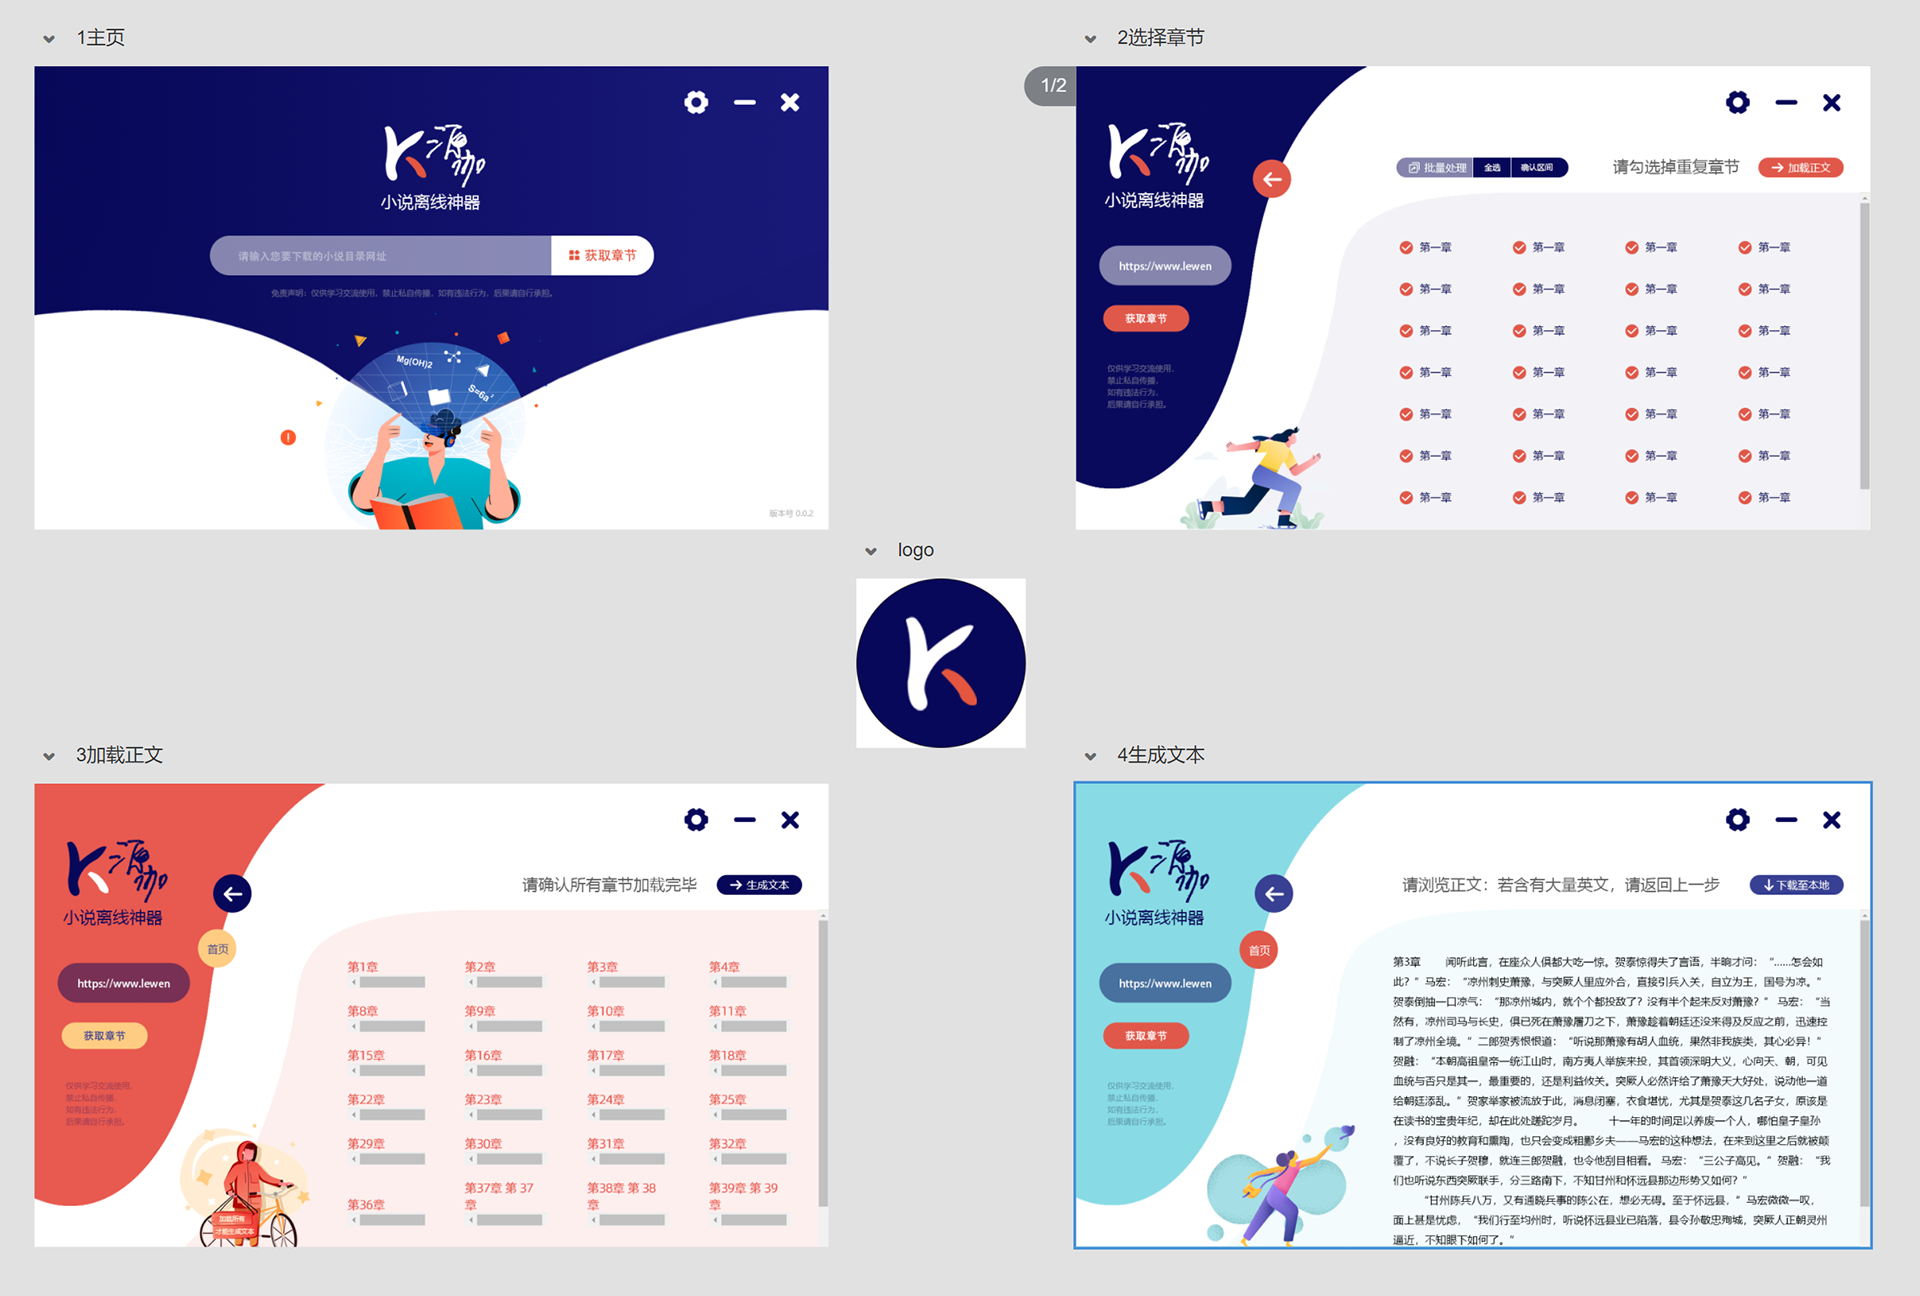 1主页
K源咖
小说离线神器
请输入您要下载的小说目录网址
获取章节
免责声明：仅供学习交流使用，禁止私自传播，如有违法行为，后果请自行承担。
Mg(OH)2
S=6a²
版本号 0.0.2
2选择章节
1/2
K源咖
小说离线神器
批量处理 全选 确认区间
请勾选掉重复章节
加载正文
https://www.lewen
获取章节
仅供学习交流使用，
禁止私自传播，
如有违法行为，
后果请自行承担。
第一章 第一章 第一章 第一章
第一章 第一章 第一章 第一章
第一章 第一章 第一章 第一章
第一章 第一章 第一章 第一章
第一章 第一章 第一章 第一章
第一章 第一章 第一章 第一章
第一章 第一章 第一章 第一章
logo
K
3加载正文
K源咖
小说离线神器
请确认所有章节加载完毕
生成文本
首页
https://www.lewen
获取章节
仅供学习交流使用，
禁止私自传播，
如有违法行为，
后果请自行承担。
加载所有
才能生成文本
第1章 第2章 第3章 第4章
第8章 第9章 第10章 第11章
第15章 第16章 第17章 第18章
第22章 第23章 第24章 第25章
第29章 第30章 第31章 第32章
第36章 第37章 第 37章 第38章 第 38章 第39章 第 39章
4生成文本
K源咖
小说离线神器
请浏览正文：若含有大量英文，请返回上一步
下载至本地
首页
https://www.lewen
获取章节
仅供学习交流使用，
禁止私自传播，
如有违法行为，
后果请自行承担。
第3章 闻听此言，在座众人俱都大吃一惊。贺泰惊得失了言语，半晌才问：“……怎会如
此？”马宏：“凉州刺史萧豫，与突厥人里应外合，直接引兵入关，自立为王，国号为凉。”
贺泰倒抽一口凉气：“那凉州城内，就个个都投敌了？没有半个起来反对萧豫？”马宏：“当
然有，凉州司马与长史，俱已死在萧豫屠刀之下，萧豫趁着朝廷还没来得及反应之前，迅速控
制了凉州全境。”二郎贺秀恨恨道：“听说那萧豫有胡人血统，果然非我族类，其心必异！”
贺融：“本朝高祖皇帝一统江山时，南方夷人举族来投，其首领深明大义，心向天、朝，可见
血统与否只是其一，最重要的，还是利益攸关。突厥人必然许给了萧豫天大好处，说动他一道
给朝廷添乱。”贺家举家被流放于此，消息闭塞，衣食堪忧，尤其是贺泰这几名子女，原该是
在读书的宝贵年纪，却在此处蹉跎岁月。 十一年的时间足以养废一个人，哪怕皇子皇孙
，没有良好的教育和熏陶，也只会变成粗鄙乡夫——马宏的这种想法，在来到这里之后就被颠
覆了，不说长子贺穆，就连三郎贺融，也令他刮目相看。马宏：“三公子高见。”贺融：“我
们也听说东西突厥联手，分三路南下，不知甘州和怀远县那边形势又如何？”
“甘州陈兵八万，又有通晓兵事的陈公在，想必无碍。至于怀远县，”马宏微微一叹，
面上甚是忧虑，“我们行至均州时，听说怀远县业已陷落，县令孙敬忠殉城，突厥人正朝灵州
逼近，不知眼下如何了。”